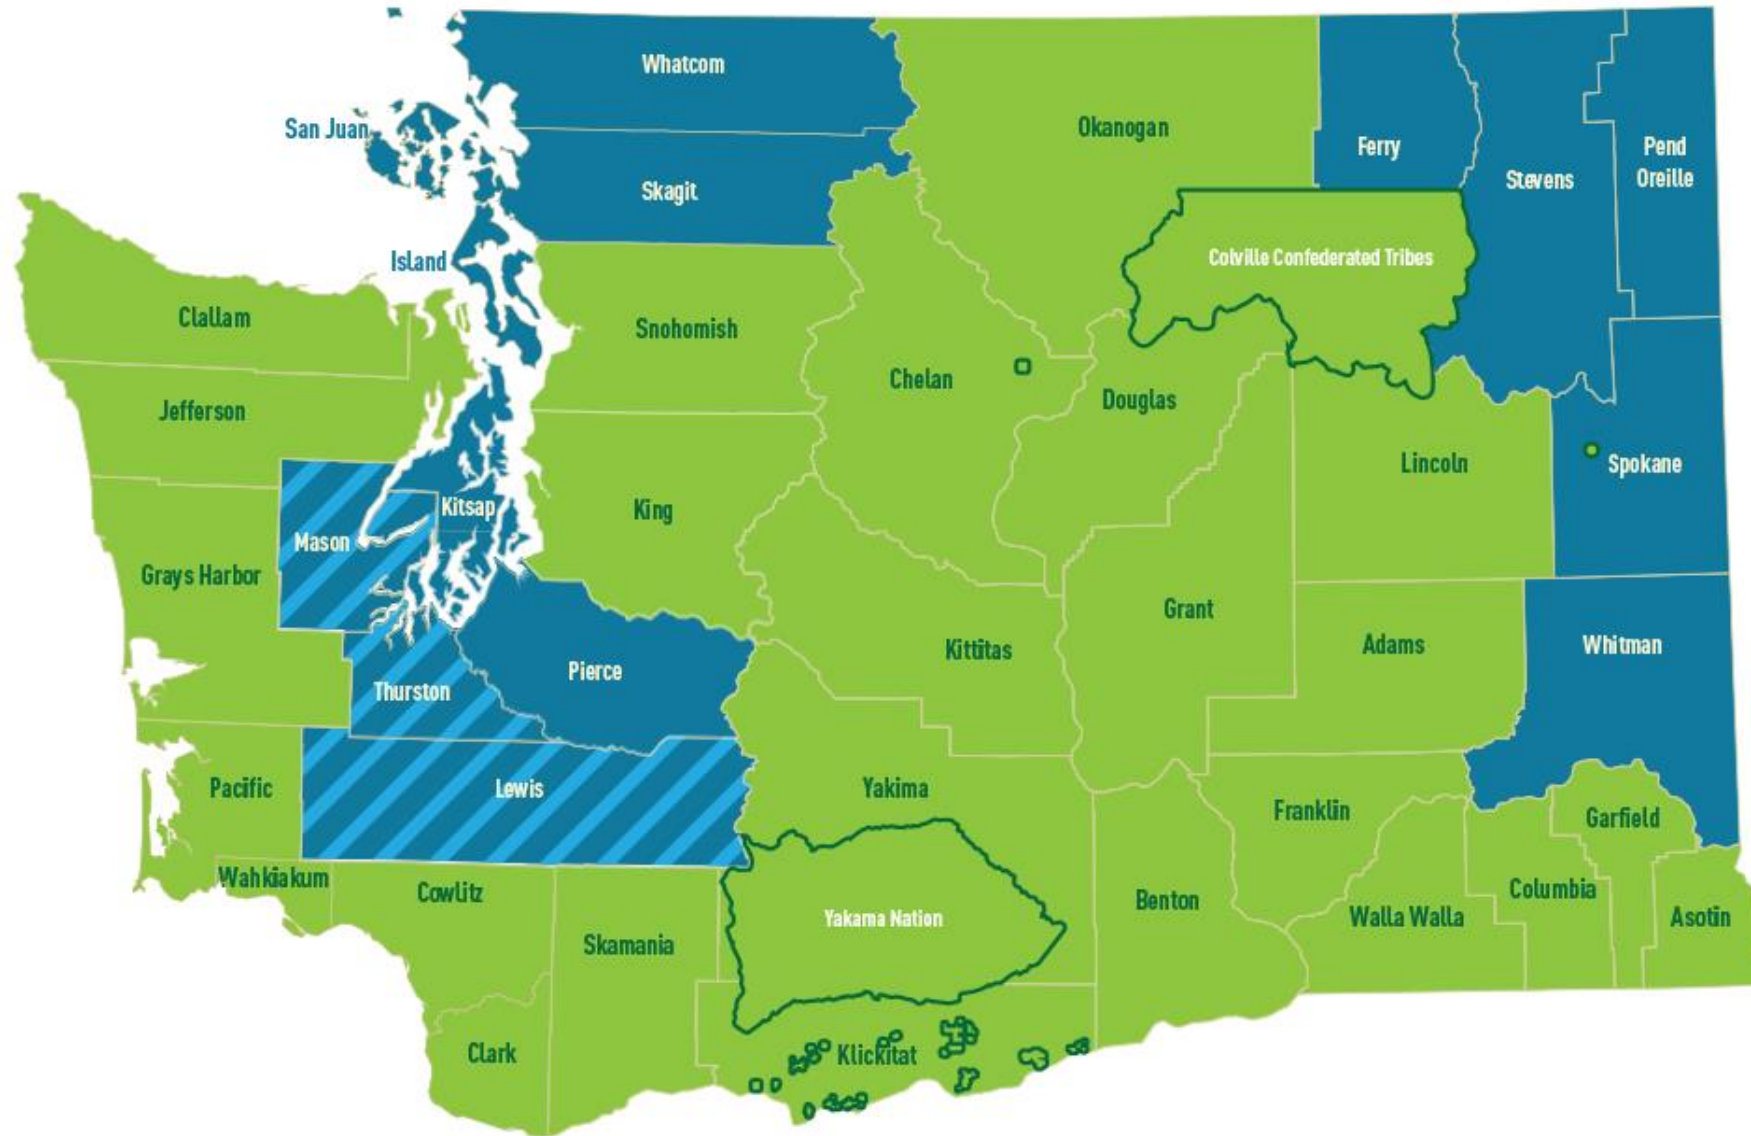 Whatcom
San Juan
Okanogan
Ferry
Pend
Oreille
Stevens
Skagit
Island
Colville Confederated Tribes
Clallam
Snohomish
Chelan
Douglas
Jefferson
Lincoln
Spokane
King
Kitsap
Mason
Grays Harbor
Grant
Kittitas
Adams
Whitman
Pierce
Thurston
Pacific
Lewis
Yakima
Franklin
Garfield
Wahkiakum
Cowlitz
Benton
Columbia
Yakama Nation
Walla Walla
Asotin
Skamania
Clark
Klickitat